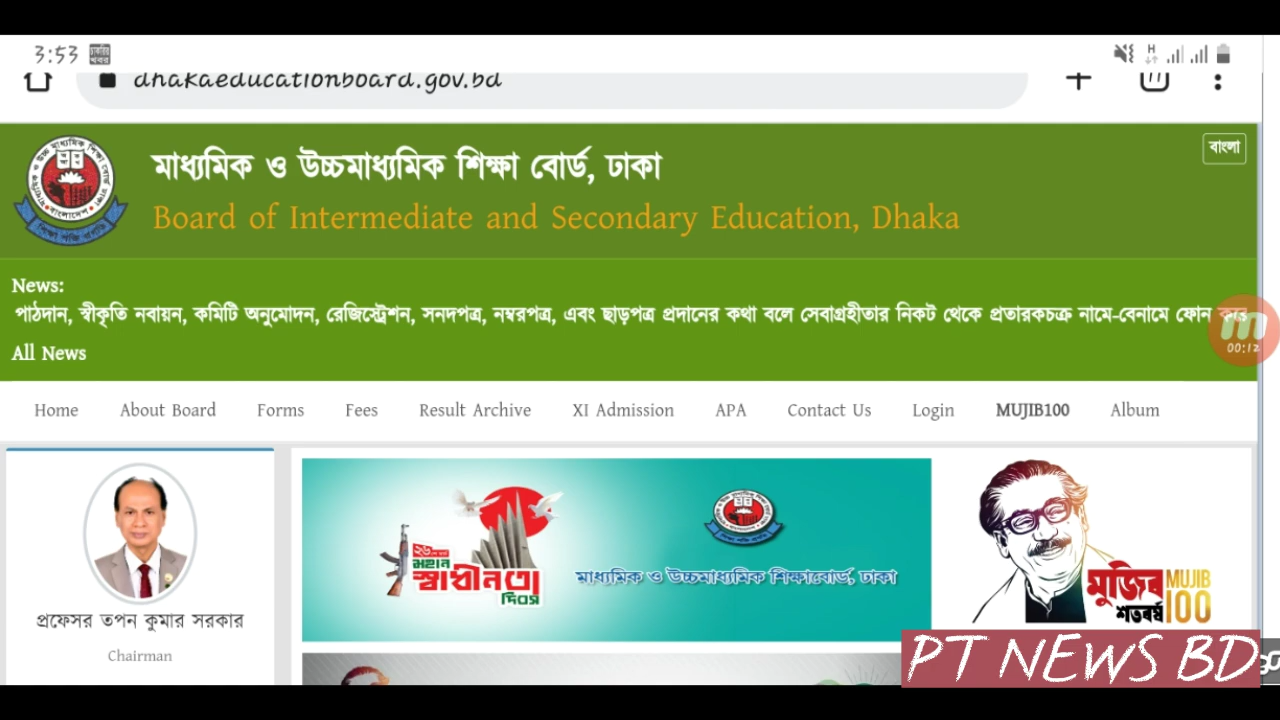 3:53
dhakaeducationboard.gov.bd
মাধ্যমিক ও উচ্চমাধ্যমিক শিক্ষা বোর্ড, ঢাকা
বাংলা
Board of Intermediate and Secondary Education, Dhaka
News:
পাঠদান, স্বীকৃতি নবায়ন, কমিটি অনুমোদন, রেজিস্ট্রেশন, সনদপত্র, নম্বরপত্র, এবং ছাড়পত্র প্রদানের কথা বলে সেবাগ্রহীতার নিকট থেকে প্রতারকচক্র নামে-বেনামে ফোন
00:12
All News
Home About Board Forms Fees Result Archive XI Admission APA Contact Us Login MUJIB100 Album
২৬শে মার্চ
মহান
স্বাধীনতা
দিবস
মাধ্যমিক ও উচ্চমাধ্যমিক শিক্ষাবোর্ড, ঢাকা
মুজিব MUJIB
শতবর্ষ 100
প্রফেসর তপন কুমার সরকার
Chairman
PT NEWS BD